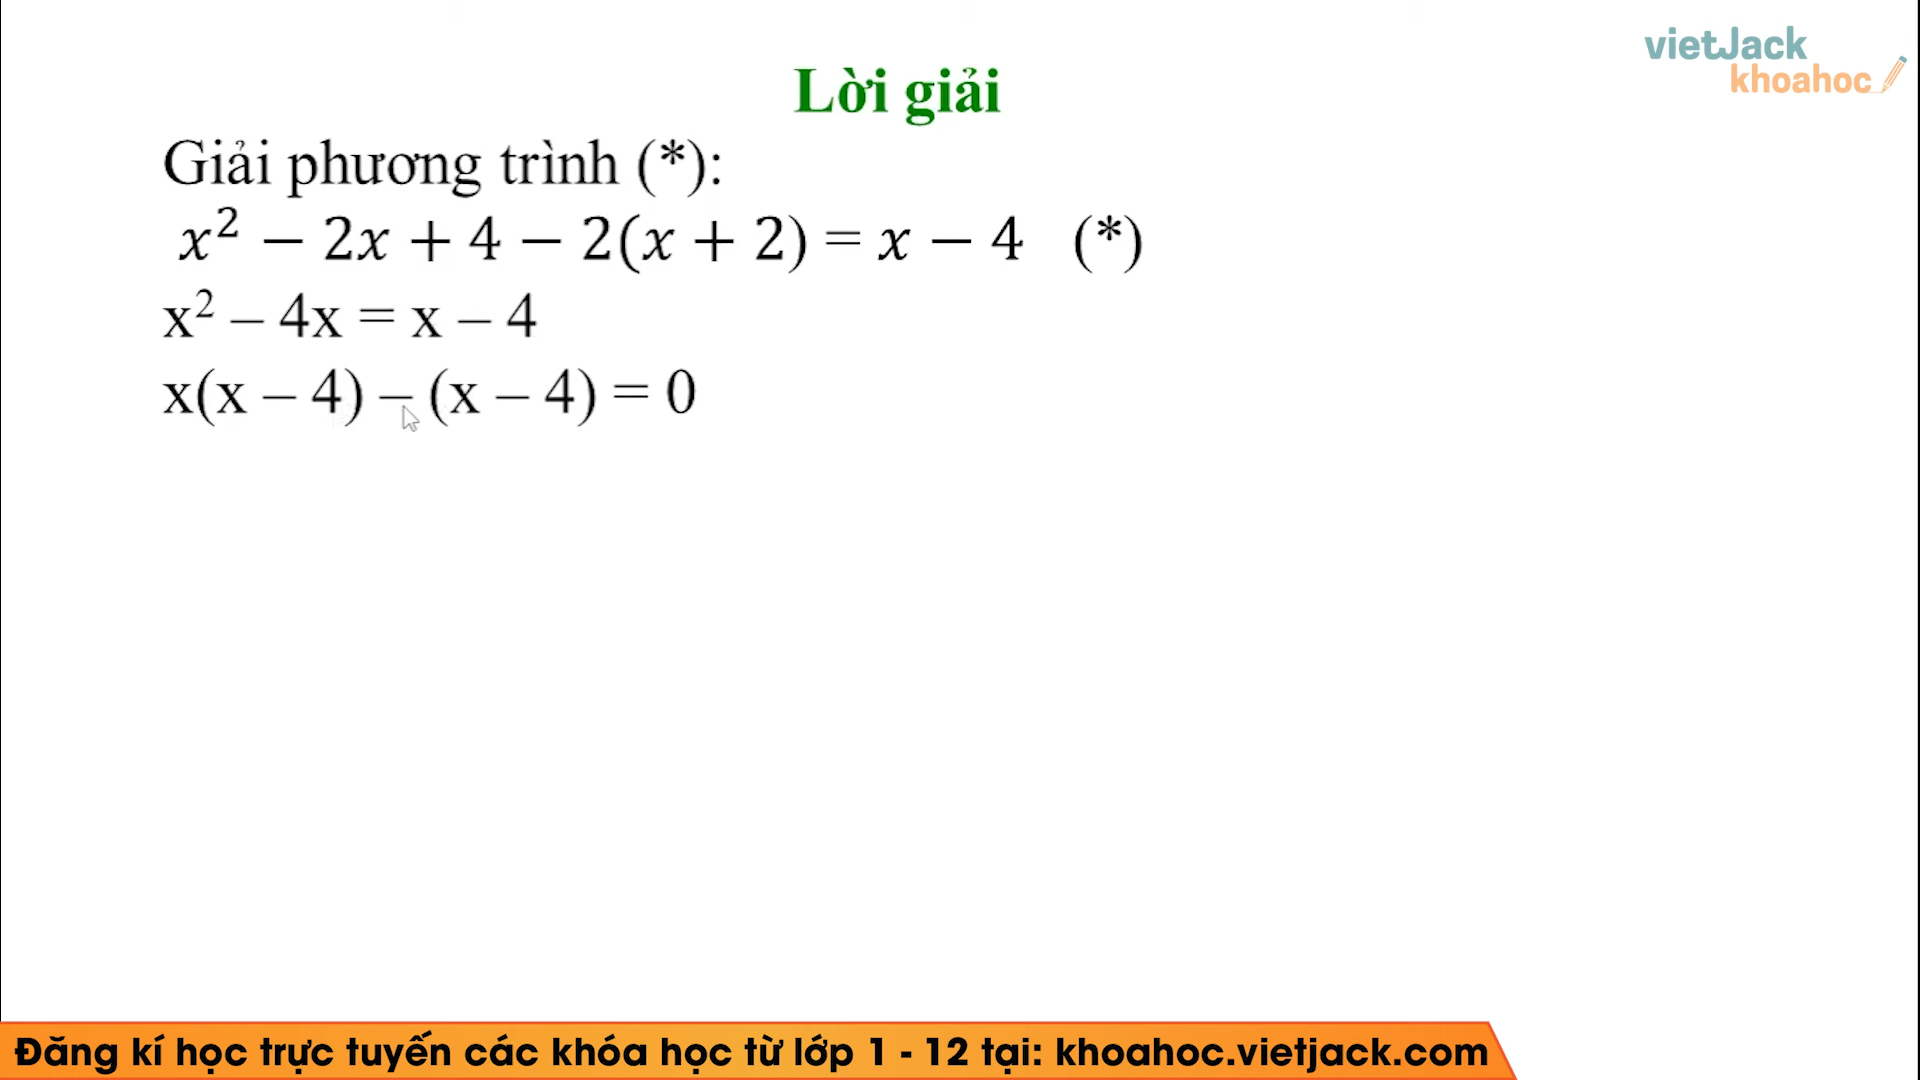 vietJack
khoahoc
Lời giải
Giải phương trình (*):
x² − 2x + 4 − 2(x + 2) = x − 4 (*)
x² – 4x = x – 4
x(x – 4) – (x – 4) = 0
Đăng kí học trực tuyến các khóa học từ lớp 1 - 12 tại: khoahoc.vietjack.com